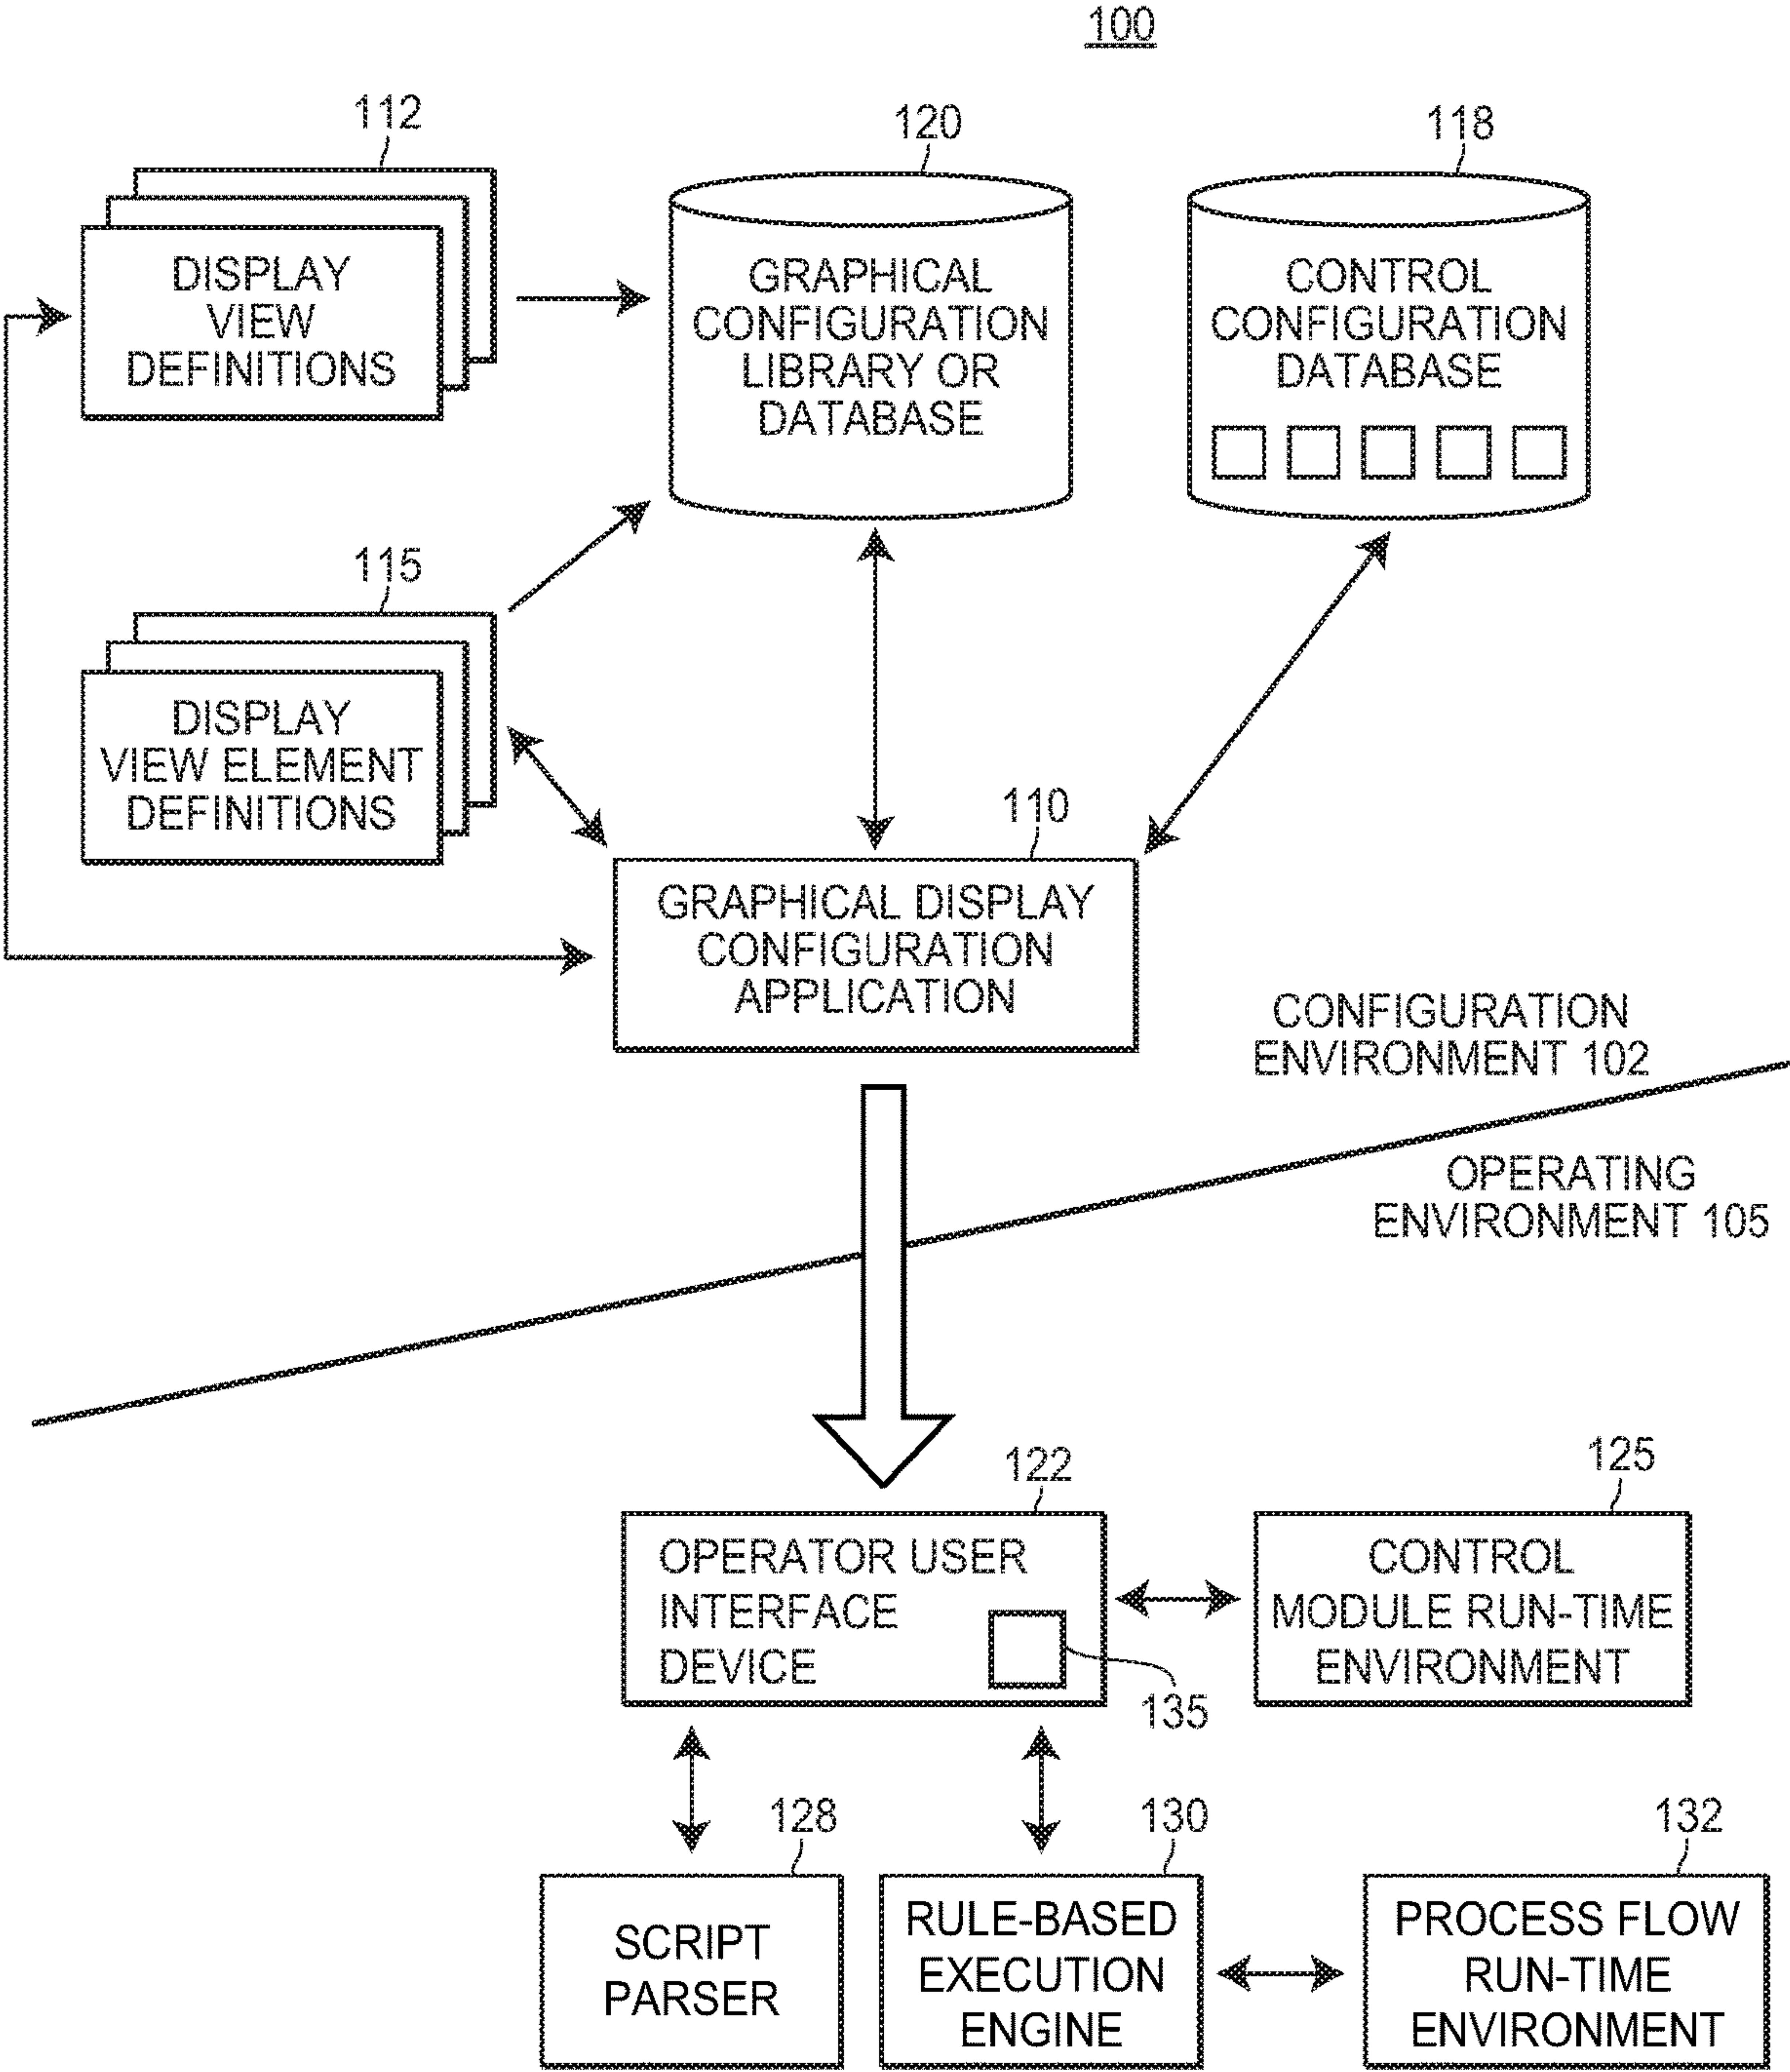 100
112
120
118
DISPLAY
VIEW
DEFINITIONS
GRAPHICAL
CONFIGURATION
LIBRARY OR
DATABASE
CONTROL
CONFIGURATION
DATABASE
115
DISPLAY
VIEW ELEMENT
DEFINITIONS
110
GRAPHICAL DISPLAY
CONFIGURATION
APPLICATION
CONFIGURATION
ENVIRONMENT 102
OPERATING
ENVIRONMENT 105
122
125
OPERATOR USER
INTERFACE
DEVICE
135
CONTROL
MODULE RUN-TIME
ENVIRONMENT
128
130
132
SCRIPT
PARSER
RULE-BASED
EXECUTION
ENGINE
PROCESS FLOW
RUN-TIME
ENVIRONMENT